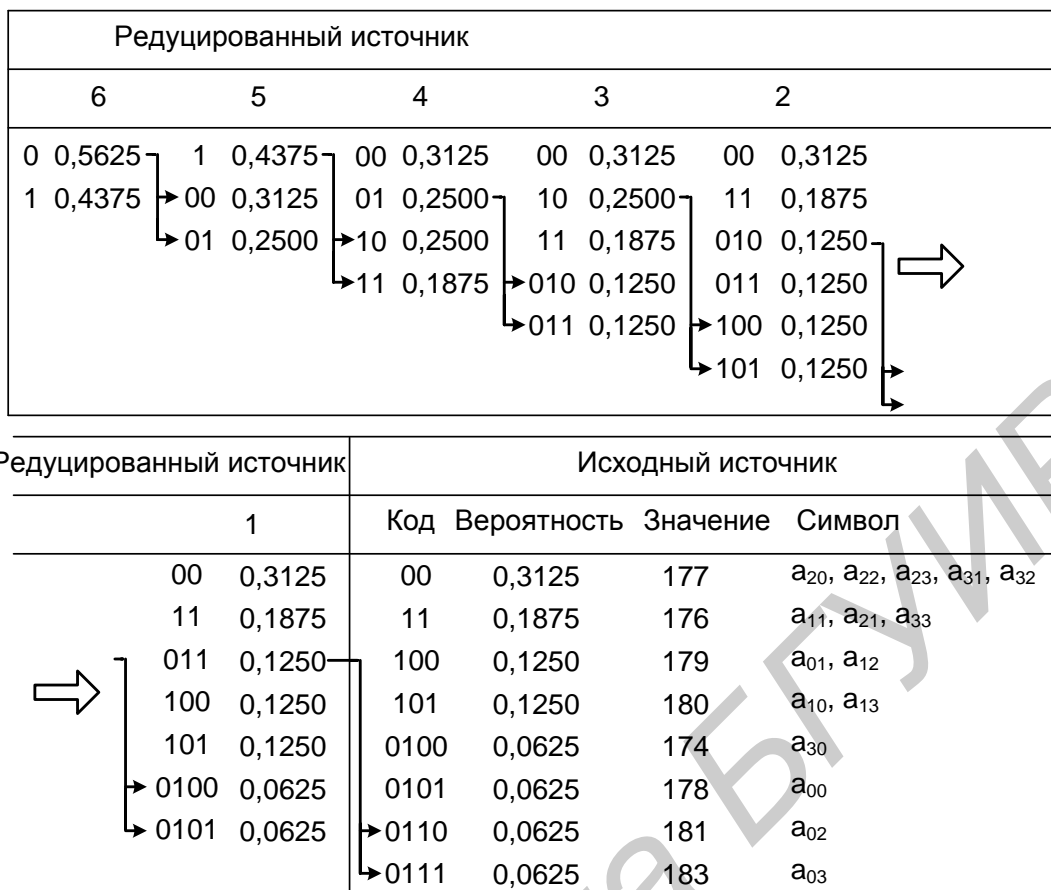 Редуцированный источник
6 5 4 3 2
0 0,5625 1 0,4375 00 0,3125 00 0,3125 00 0,3125
1 0,4375 00 0,3125 01 0,2500 10 0,2500 11 0,1875
01 0,2500 10 0,2500 11 0,1875 010 0,1250
11 0,1875 010 0,1250 011 0,1250
011 0,1250 100 0,1250
101 0,1250
Редуцированный источник Исходный источник
1 Код Вероятность Значение Символ
00 0,3125 00 0,3125 177 a20, a22, a23, a31, a32
11 0,1875 11 0,1875 176 a11, a21, a33
011 0,1250 100 0,1250 179 a01, a12
100 0,1250 101 0,1250 180 a10, a13
101 0,1250 0100 0,0625 174 a30
0100 0,0625 0101 0,0625 178 a00
0101 0,0625 0110 0,0625 181 a02
0111 0,0625 183 a03